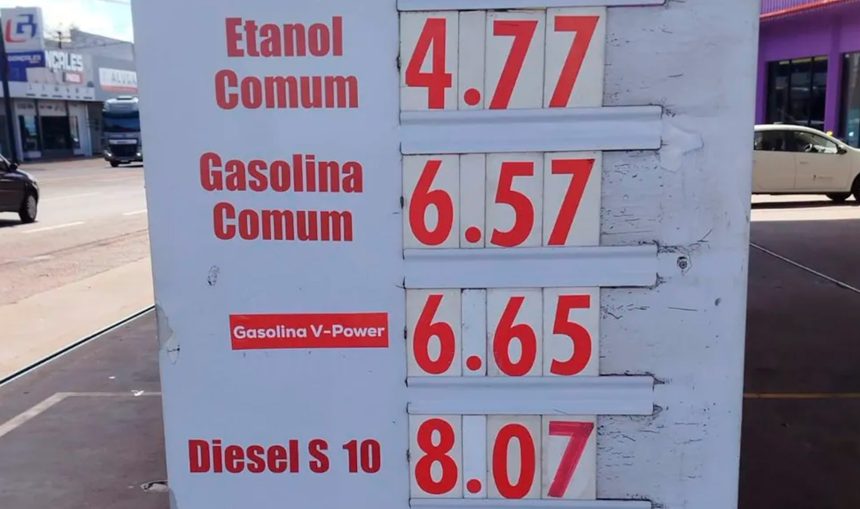 Etanol
Comum
4.77
Gasolina
Comum
6.57
Gasolina V-Power
6.65
Diesel S 10
8.07